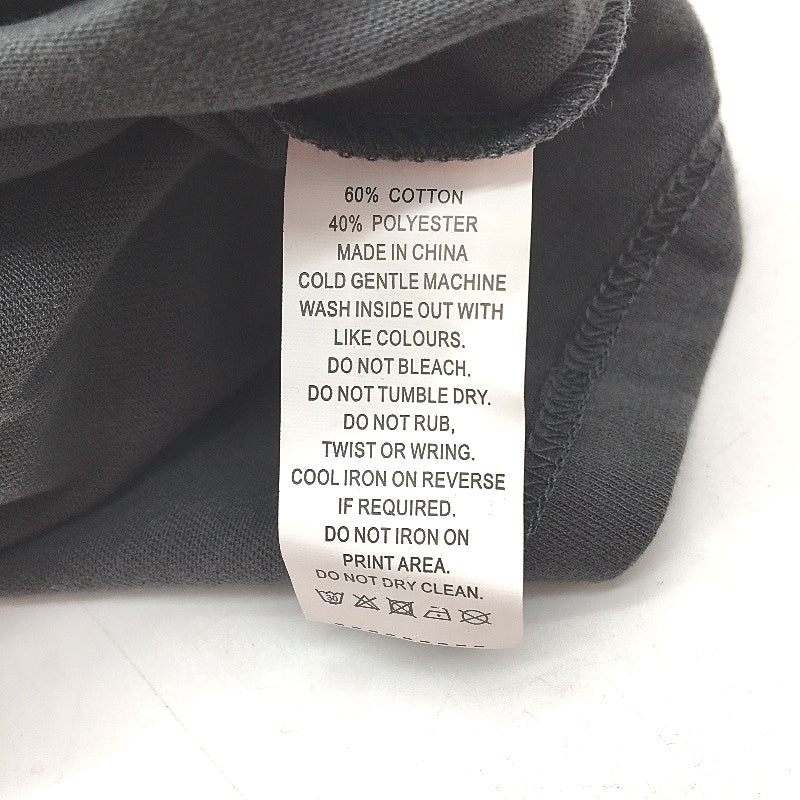 60% COTTON
40% POLYESTER
MADE IN CHINA
COLD GENTLE MACHINE
WASH INSIDE OUT WITH
LIKE COLOURS.
DO NOT BLEACH.
DO NOT TUMBLE DRY.
DO NOT RUB,
TWIST OR WRING.
COOL IRON ON REVERSE
IF REQUIRED.
DO NOT IRON ON
PRINT AREA.
DO NOT DRY CLEAN.
30